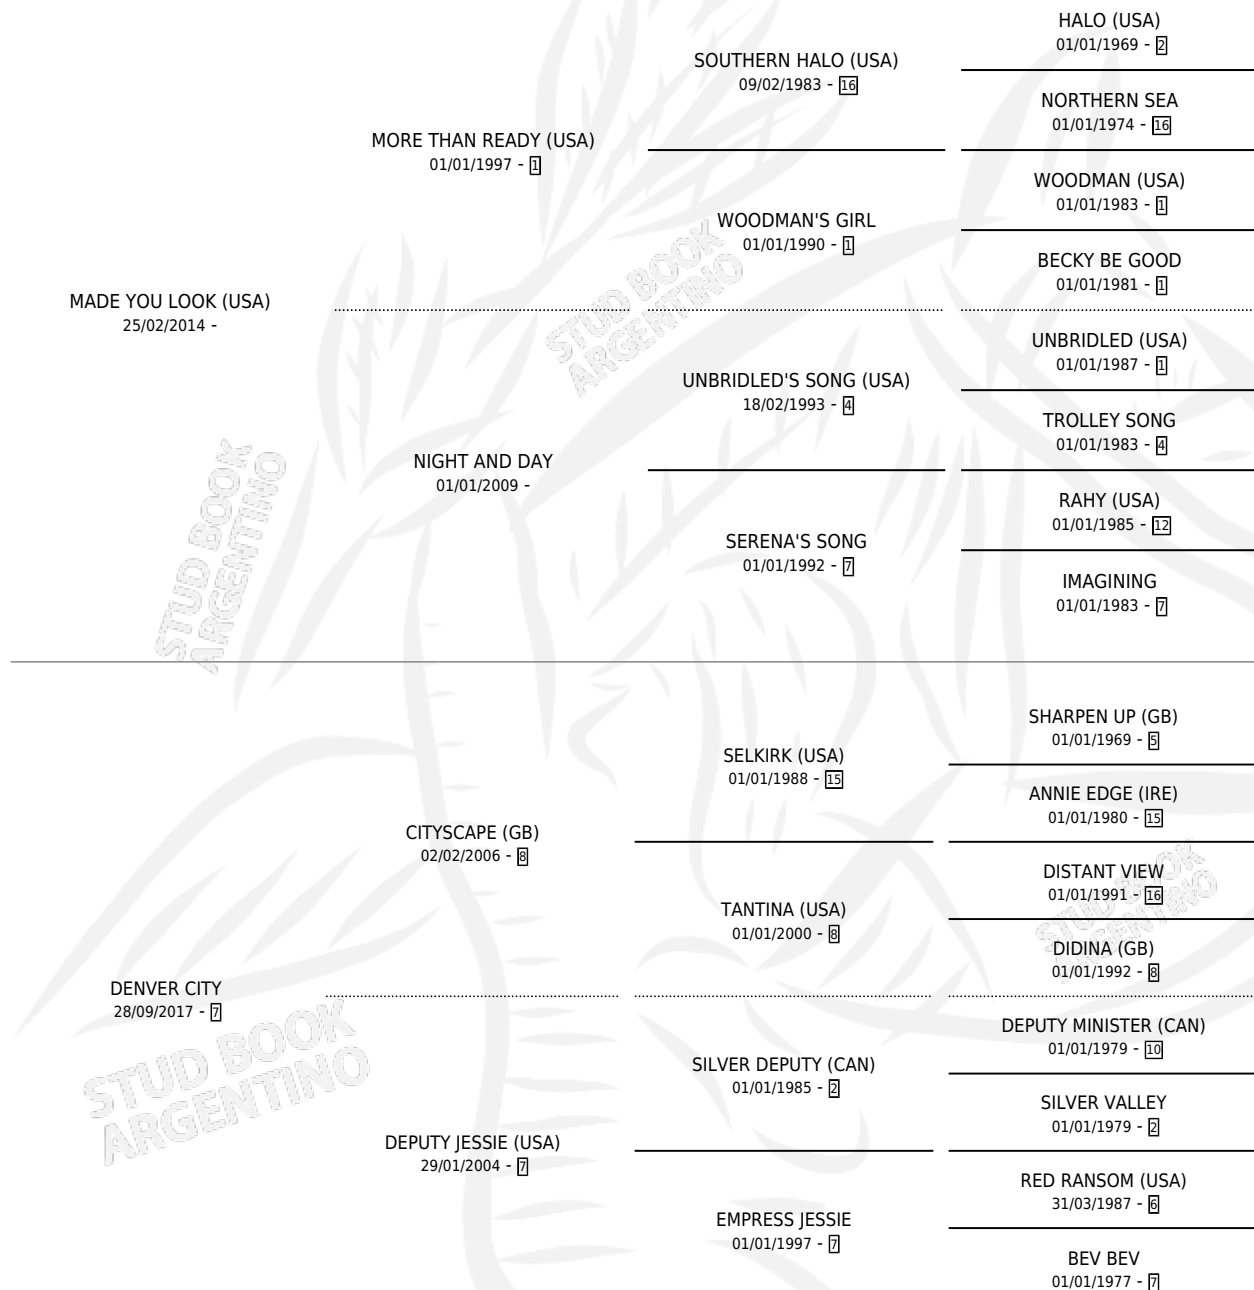 HALO (USA)
01/01/1969 - 2
SOUTHERN HALO (USA)
09/02/1983 - 16
NORTHERN SEA
01/01/1974 - 16
MORE THAN READY (USA)
01/01/1997 - 1
WOODMAN (USA)
01/01/1983 - 1
WOODMAN'S GIRL
01/01/1990 - 1
BECKY BE GOOD
01/01/1981 - 1
MADE YOU LOOK (USA)
25/02/2014 -
UNBRIDLED (USA)
01/01/1987 - 1
UNBRIDLED'S SONG (USA)
18/02/1993 - 4
TROLLEY SONG
01/01/1983 - 4
NIGHT AND DAY
01/01/2009 -
RAHY (USA)
01/01/1985 - 12
SERENA'S SONG
01/01/1992 - 7
IMAGINING
01/01/1983 - 7
SHARPEN UP (GB)
01/01/1969 - 5
SELKIRK (USA)
01/01/1988 - 15
ANNIE EDGE (IRE)
01/01/1980 - 15
CITYSCAPE (GB)
02/02/2006 - 8
DISTANT VIEW
01/01/1991 - 16
TANTINA (USA)
01/01/2000 - 8
DIDINA (GB)
01/01/1992 - 8
DENVER CITY
28/09/2017 - 7
DEPUTY MINISTER (CAN)
01/01/1979 - 10
SILVER DEPUTY (CAN)
01/01/1985 - 2
SILVER VALLEY
01/01/1979 - 2
DEPUTY JESSIE (USA)
29/01/2004 - 7
RED RANSOM (USA)
31/03/1987 - 6
EMPRESS JESSIE
01/01/1997 - 7
BEV BEV
01/01/1977 - 7
STUD BOOK
ARGENTINO
STUD BOOK
ARGENTINO
STUD BOOK
ARGENTINO
STUD BOOK
ARGENTINO